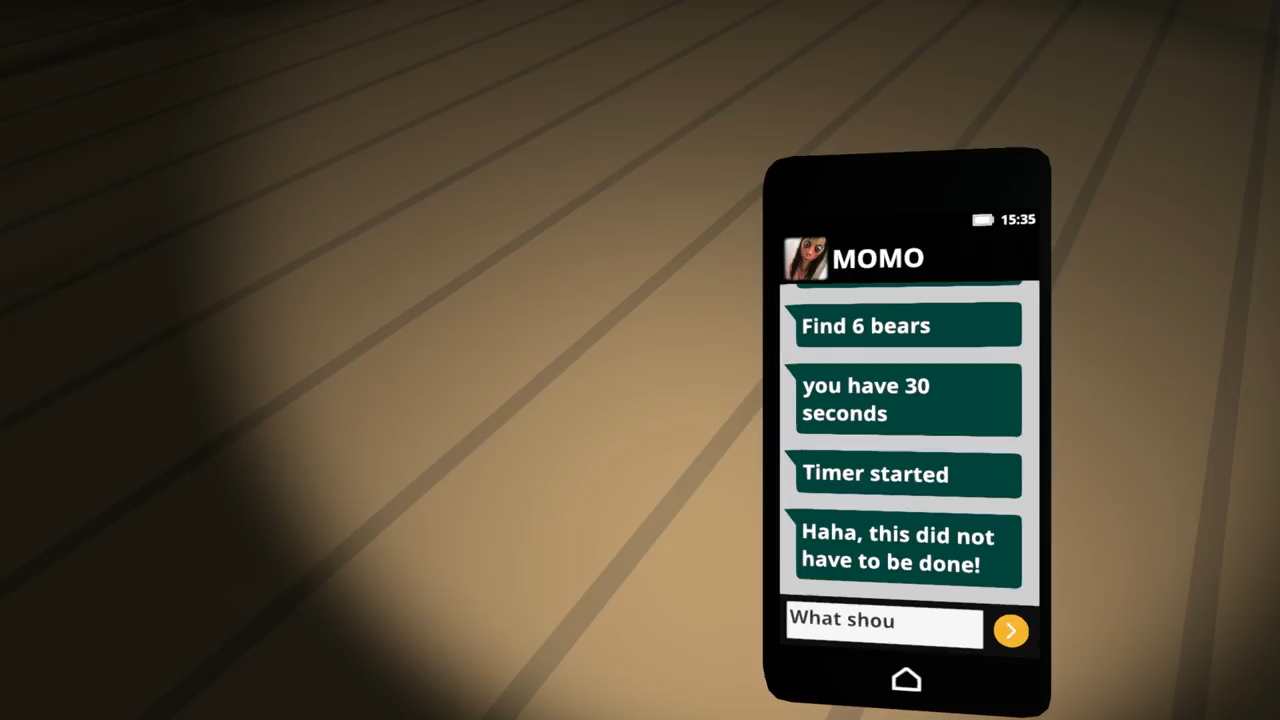 15:35
MOMO
Find 6 bears
you have 30
seconds
Timer started
Haha, this did not
have to be done!
What shou